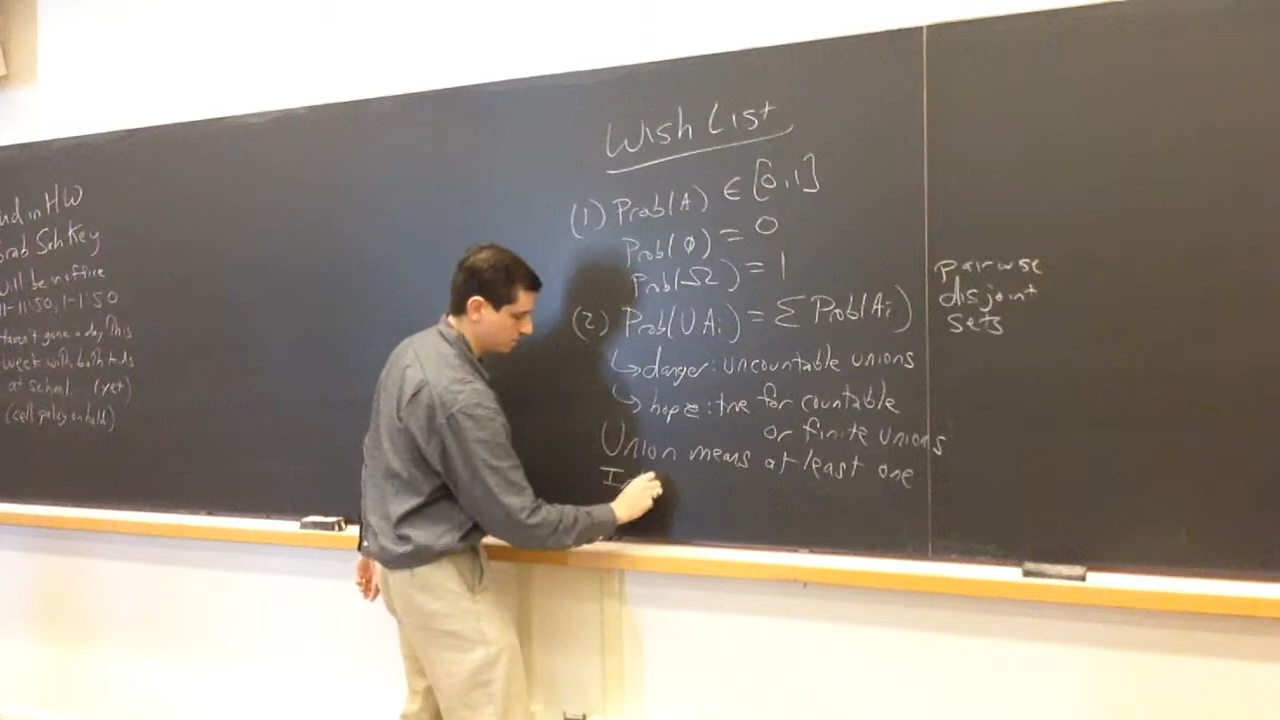 nd in HW
rab Sch Key
will be in office
11-11:50, 1-1:50
Haven't gone a day this
week with both kids
at school. (yet)
(cell policy on hold)
Wish List
(1) Prob(A) ∈ [0,1]
Prob(∅) = 0
Prob(Ω) = 1
(2) Prob(∪Ai) = Σ Prob(Ai)
pairwise
disjoint
sets
↳ danger: uncountable unions
↳ hope: true for countable
or finite unions
Union means at least one